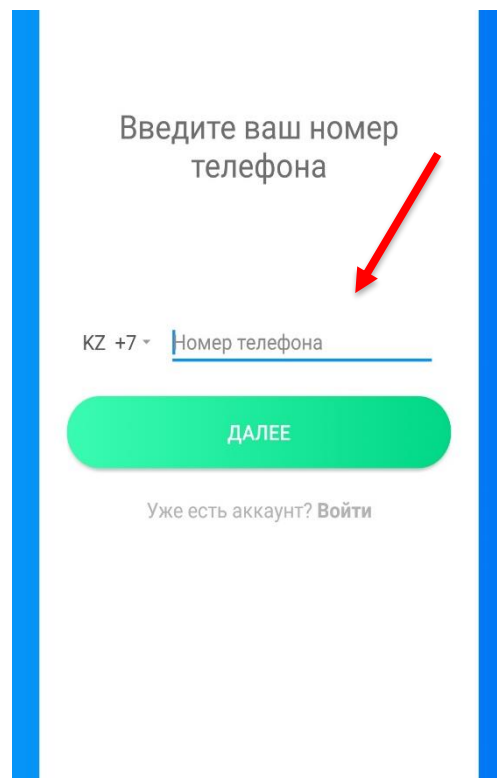 Введите ваш номер
телефона
KZ +7
Номер телефона
ДАЛЕЕ
Уже есть аккаунт? Войти